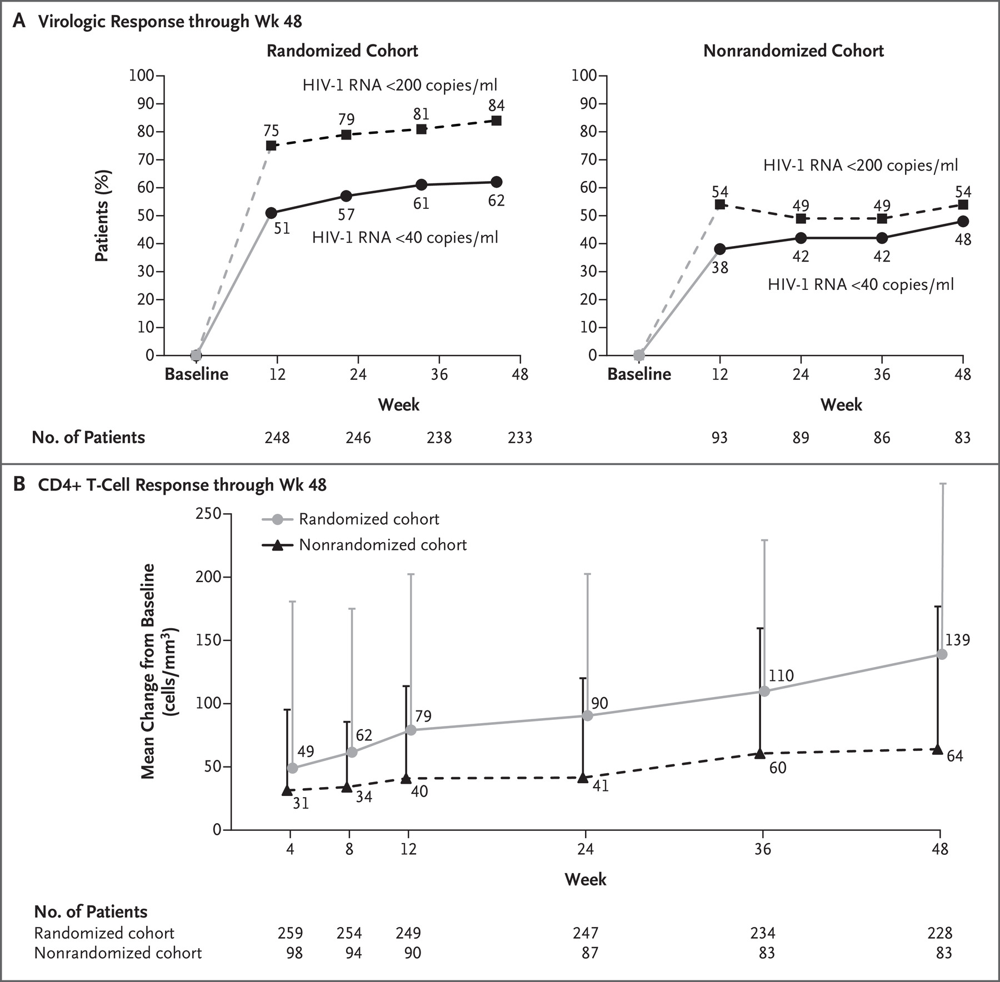 A Virologic Response through Wk 48
Randomized Cohort
Patients (%)
100
90
80
70
60
50
40
30
20
10
0
HIV-1 RNA <200 copies/ml
75
79
81
84
51
57
61
62
HIV-1 RNA <40 copies/ml
Baseline 12 24 36 48
Week
Nonrandomized Cohort
100
90
80
70
60
50
40
30
20
10
0
HIV-1 RNA <200 copies/ml
54
49
49
54
38
42
42
48
HIV-1 RNA <40 copies/ml
Baseline 12 24 36 48
Week
No. of Patients 248 246 238 233 93 89 86 83
B CD4+ T-Cell Response through Wk 48
Mean Change from Baseline
(cells/mm³)
250
200
150
100
50
0
Randomized cohort
Nonrandomized cohort
49
62
79
90
110
139
31
34
40
41
60
64
4 8 12 24 36 48
Week
No. of Patients
Randomized cohort 259 254 249 247 234 228
Nonrandomized cohort 98 94 90 87 83 83